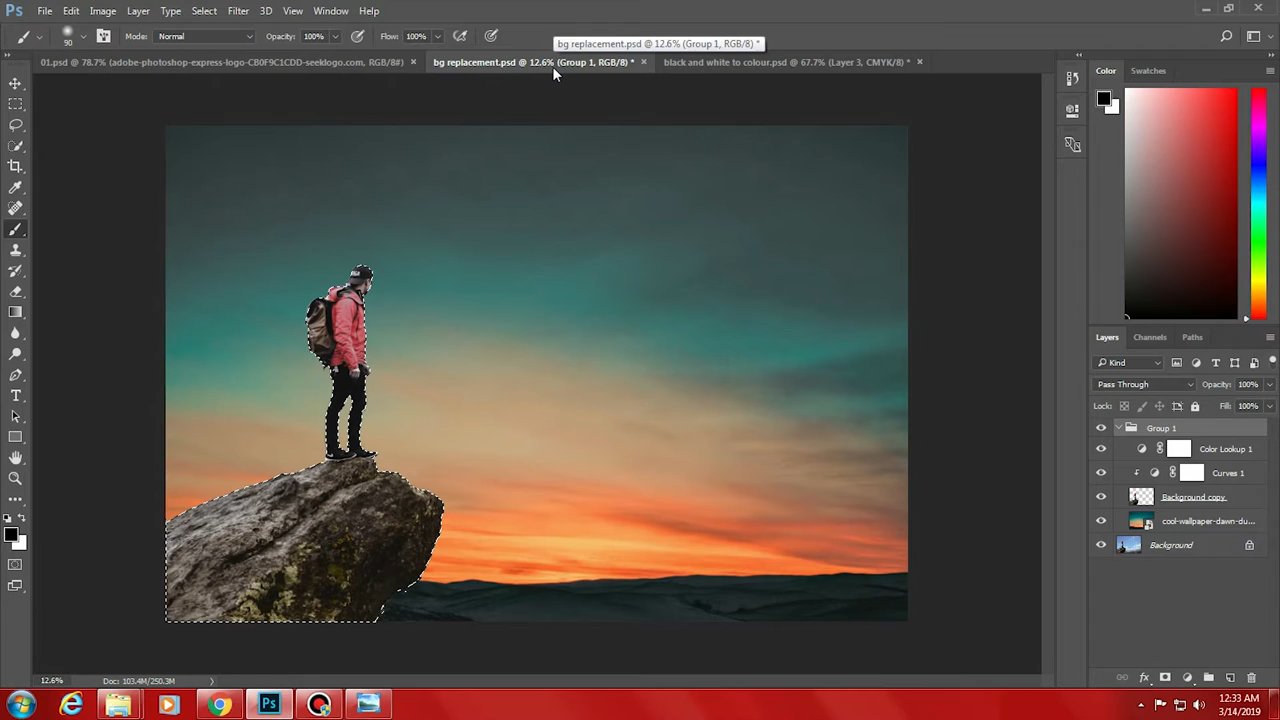 Ps File Edit Image Layer Type Select Filter 3D View Window Help
90 Mode: Normal Opacity: 100% Flow: 100%
bg replacement.psd @ 12.6% (Group 1, RGB/8) *
01.psd @ 78.7% (adobe-photoshop-express-logo-CB0F9C1CDD-seeklogo.com, RGB/8#) × bg replacement.psd @ 12.6% (Group 1, RGB/8) * × black and white to colour.psd @ 67.7% (Layer 3, CMYK/8) * ×
Color Swatches
Layers Channels Paths
Kind
Pass Through Opacity: 100%
Lock: Fill: 100%
Group 1
Color Lookup 1
Curves 1
Background copy
cool-wallpaper-dawn-du...
Background
12.6% Doc: 103.4M/250.3M
Ps
12:33 AM
3/14/2019